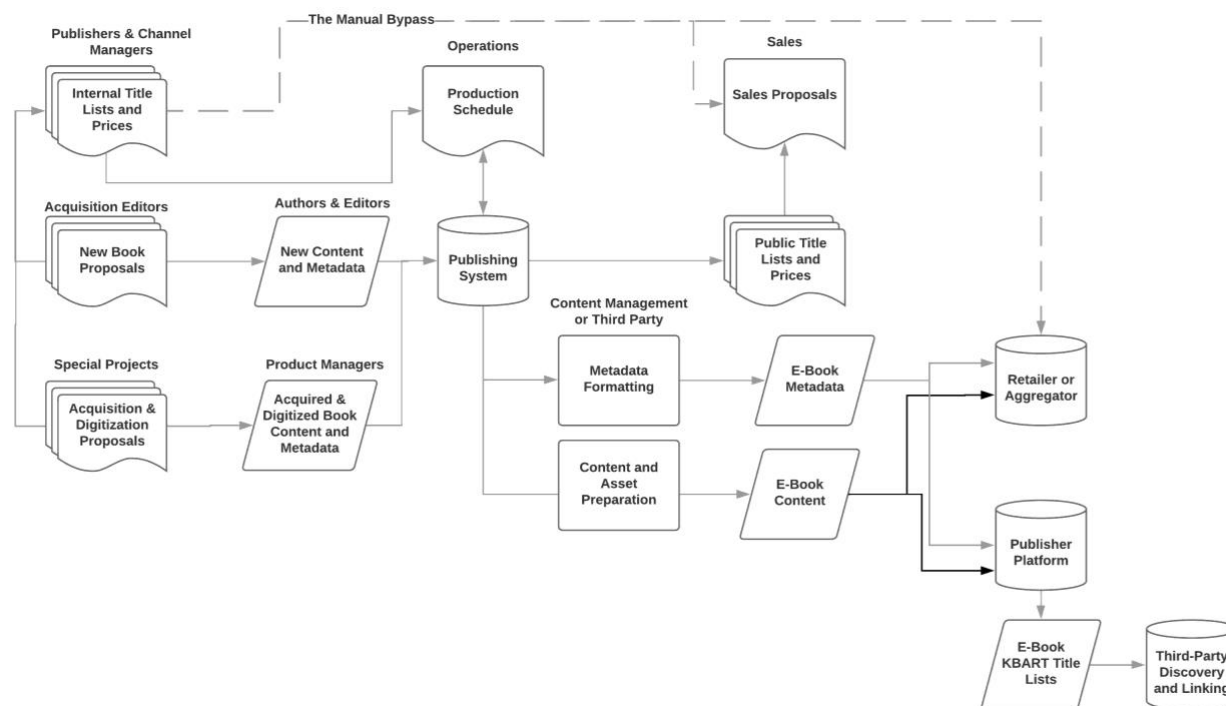 The Manual Bypass
Publishers & Channel
Managers
Operations
Sales
Internal Title
Lists and
Prices
Production
Schedule
Sales Proposals
Acquisition Editors
Authors & Editors
New Book
Proposals
New Content
and Metadata
Publishing
System
Public Title
Lists and
Prices
Content Management
or Third Party
Special Projects
Product Managers
Metadata
Formatting
E-Book
Metadata
Retailer or
Aggregator
Acquisition &
Digitization
Proposals
Acquired &
Digitized Book
Content and
Metadata
Content and
Asset
Preparation
E-Book
Content
Publisher
Platform
E-Book
KBART Title
Lists
Third-Party
Discovery
and Linking